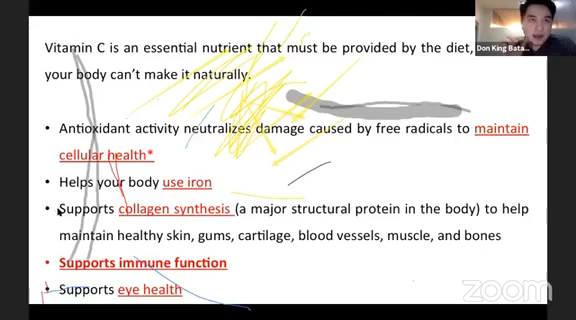 Vitamin C is an essential nutrient that must be provided by the diet,
your body can't make it naturally.
• Antioxidant activity neutralizes damage caused by free radicals to maintain
cellular health*
• Helps your body use iron
• Supports collagen synthesis (a major structural protein in the body) to help
maintain healthy skin, gums, cartilage, blood vessels, muscle, and bones
• Supports immune function
• Supports eye health
Don King Bata...
zoom